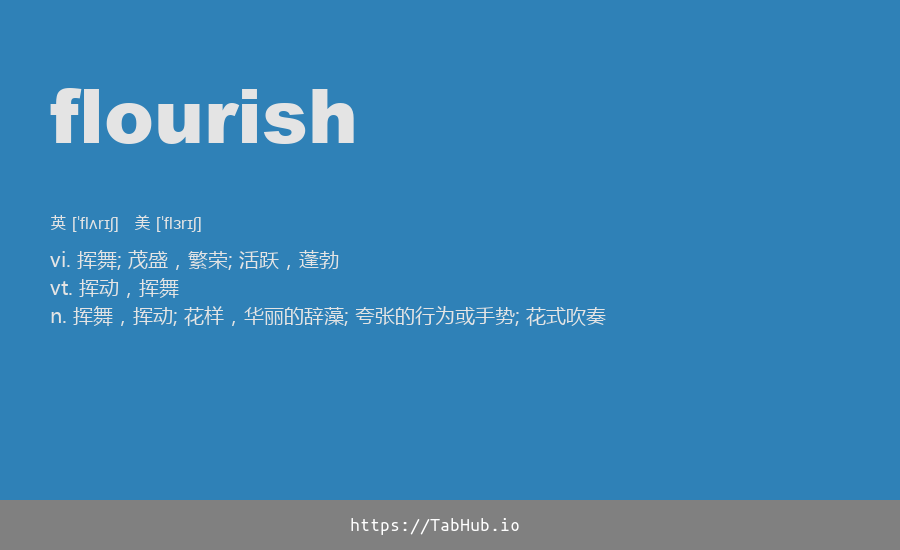 flourish
英 [ˈflʌrɪʃ] 美 [ˈflɜrɪʃ]
vi. 挥舞; 茂盛，繁荣; 活跃，蓬勃
vt. 挥动，挥舞
n. 挥舞，挥动; 花样，华丽的辞藻; 夸张的行为或手势; 花式吹奏
https://TabHub.io